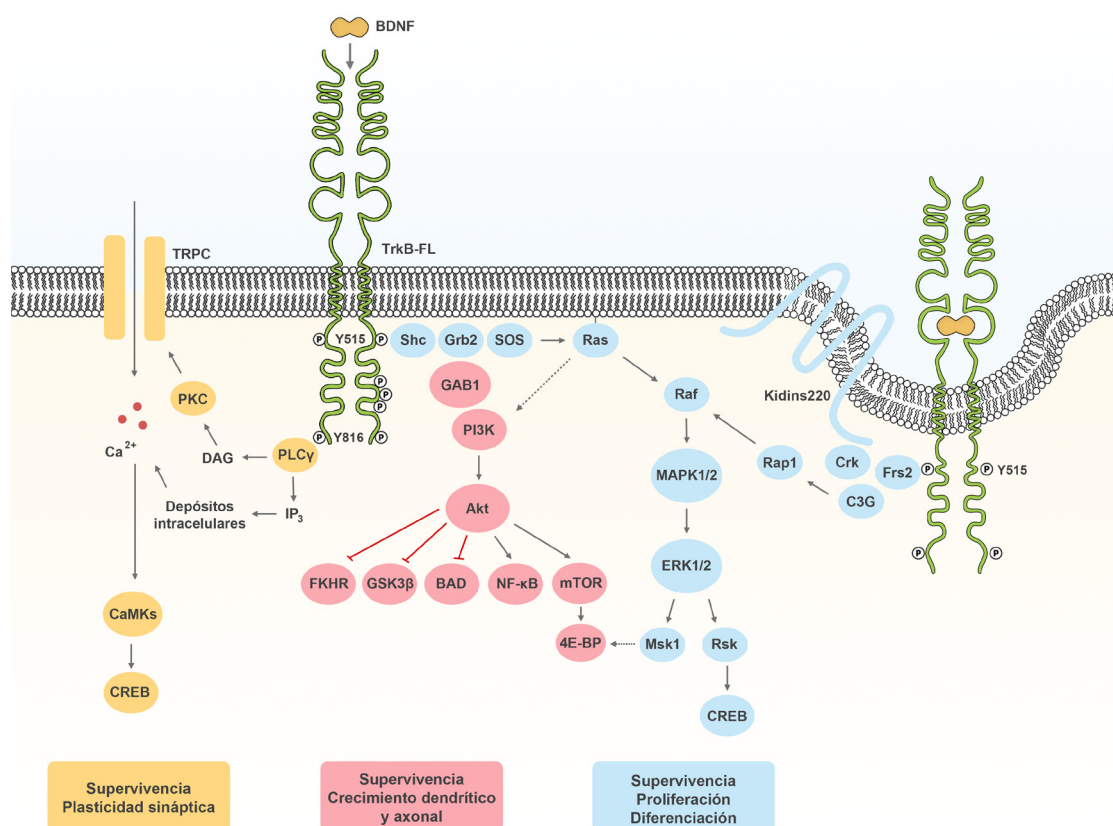 BDNF
TRPC
TrkB-FL
P
Y515
P
Shc
Grb2
SOS
Ras
P
P
P
P
Y816
P
GAB1
PI3K
Raf
Kidins220
PKC
Ca2+
DAG
PLCγ
Depósitos
intracelulares
IP3
Akt
MAPK1/2
Rap1
Crk
Frs2
C3G
P
P
Y515
P
P
FKHR
GSK3β
BAD
NF-κB
mTOR
ERK1/2
CaMKs
4E-BP
Msk1
Rsk
CREB
CREB
Supervivencia
Plasticidad sináptica
Supervivencia
Crecimiento dendrítico
y axonal
Supervivencia
Proliferación
Diferenciación